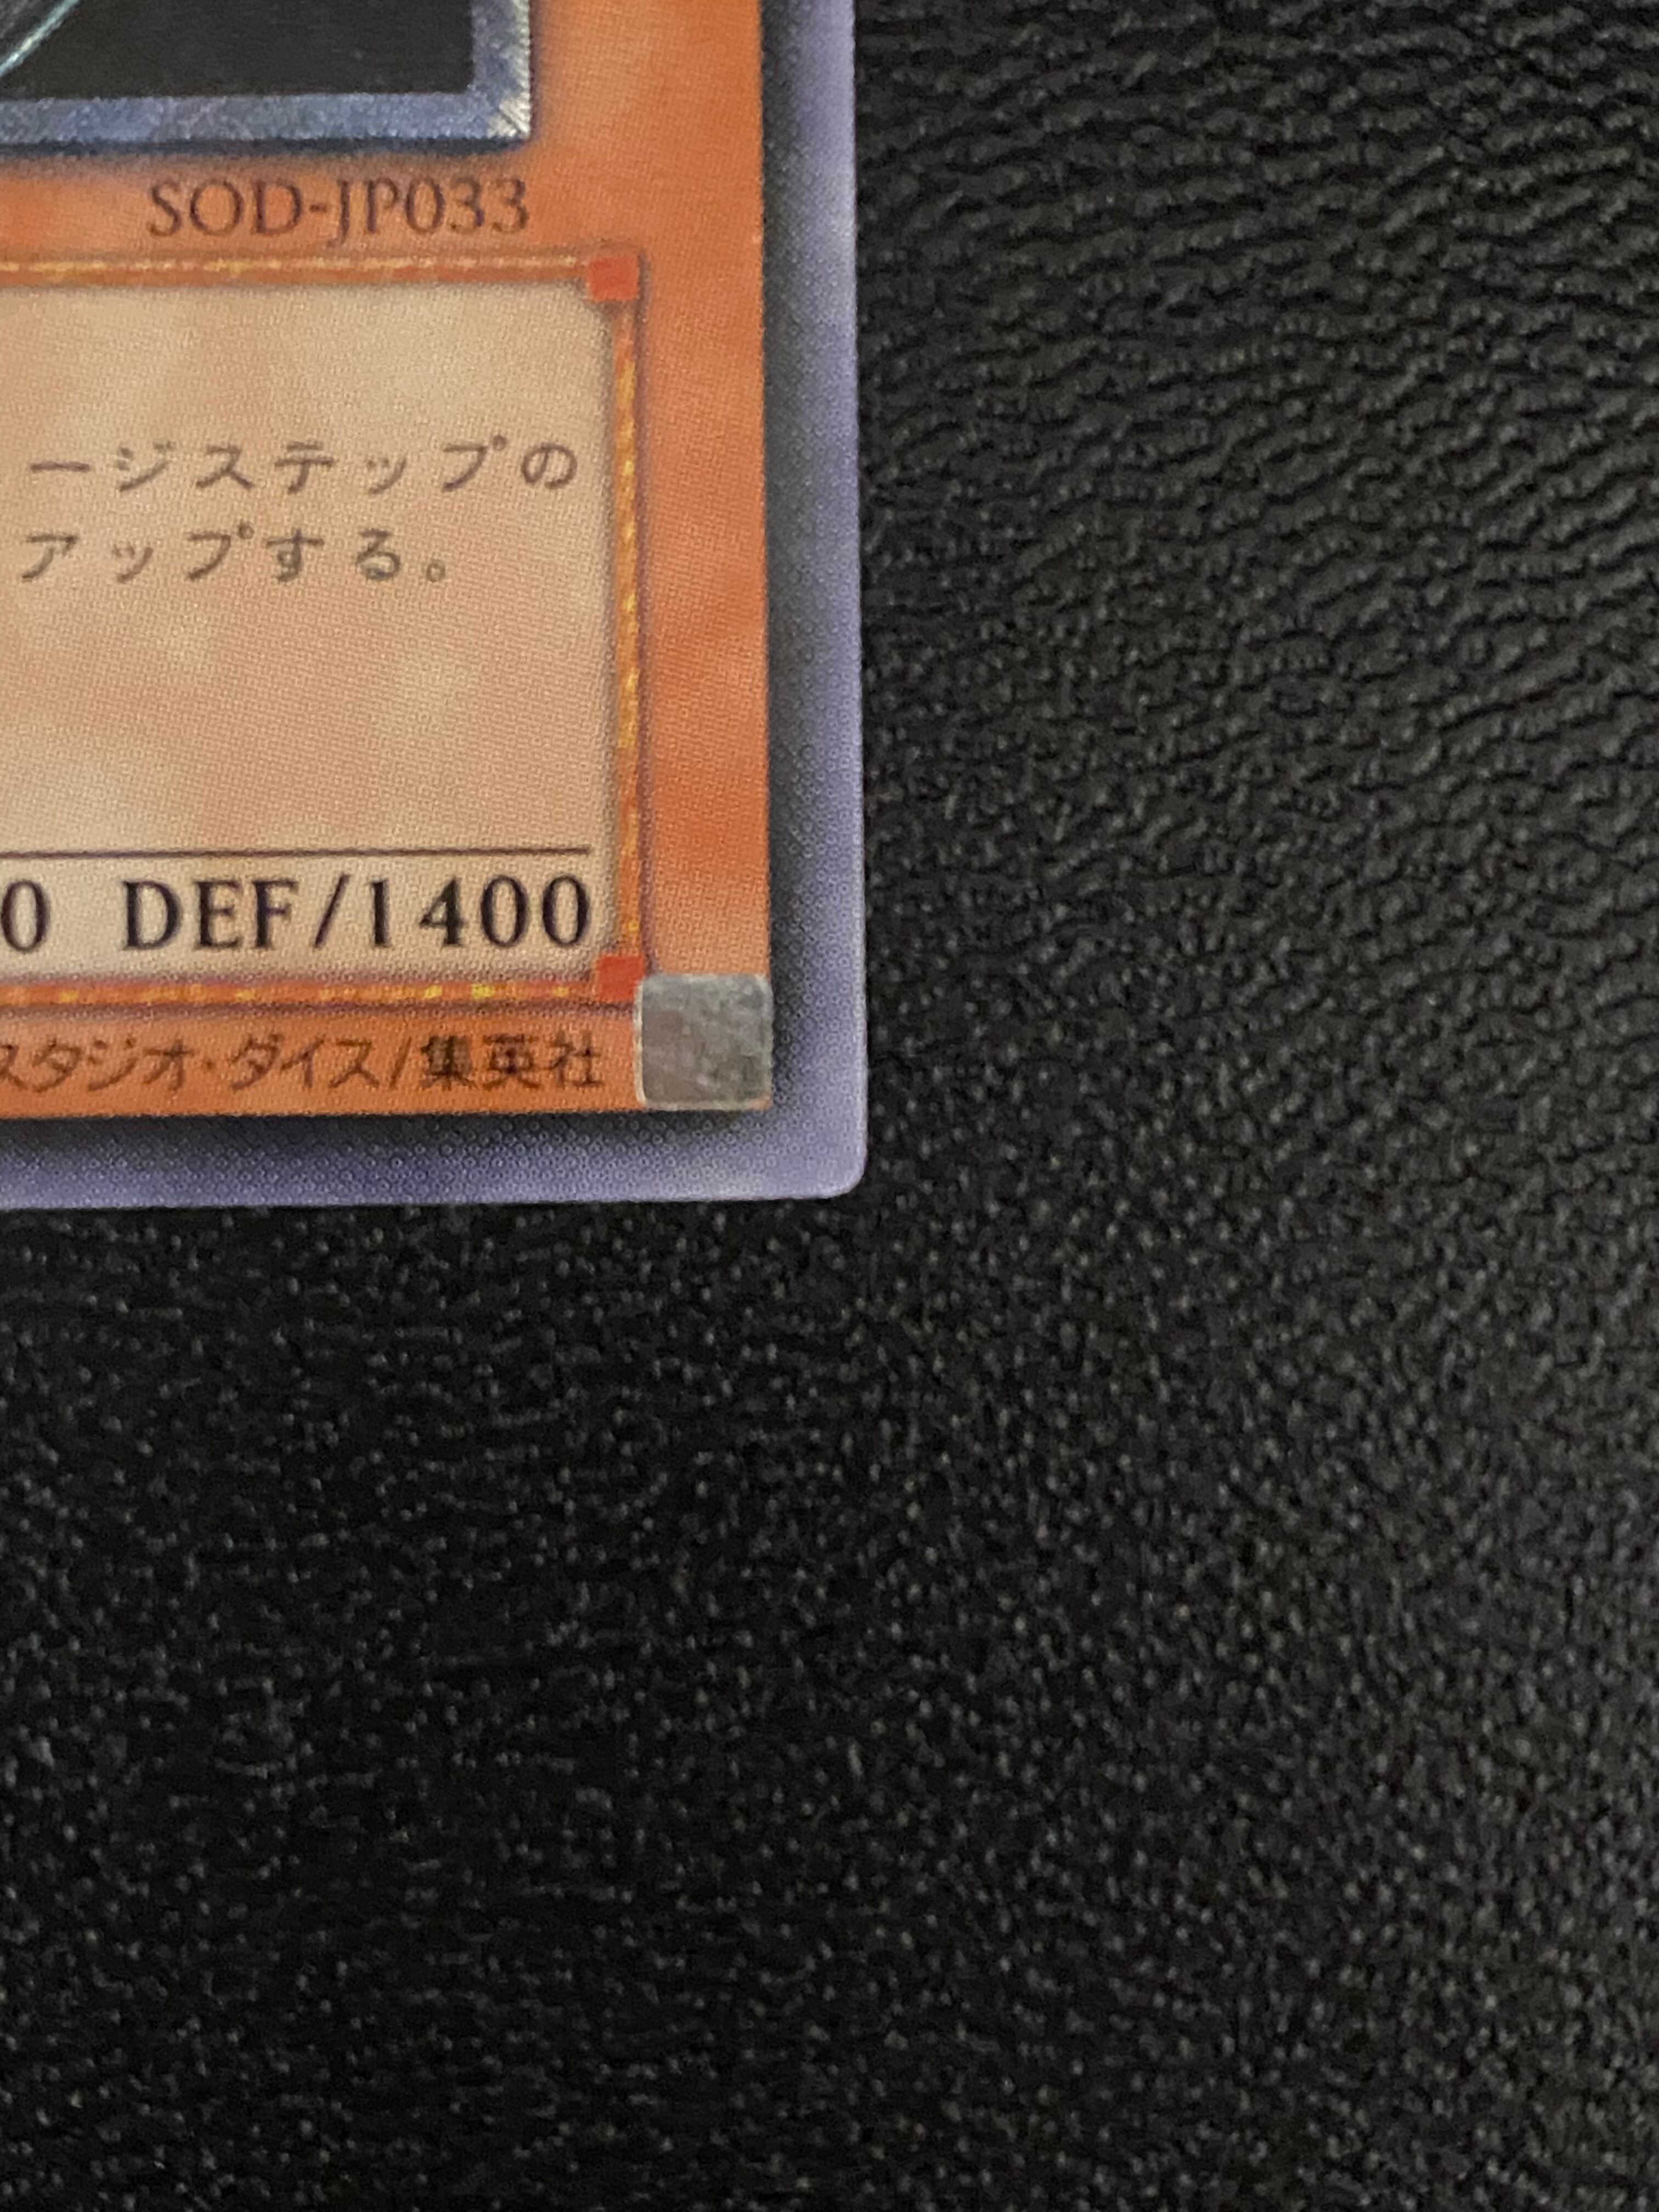 SOD-JP033
ージステップの
アップする。
0 DEF/1400
スタジオ・ダイス/集英社